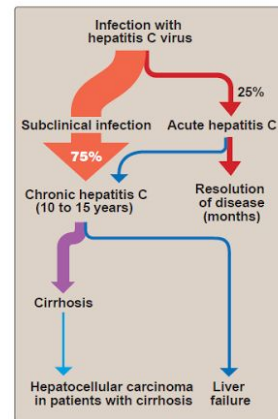 Infection with
hepatitis C virus
25%
Subclinical infection
Acute hepatitis C
75%
Chronic hepatitis C
(10 to 15 years)
Resolution
of disease
(months)
Cirrhosis
Hepatocellular carcinoma
in patients with cirrhosis
Liver
failure